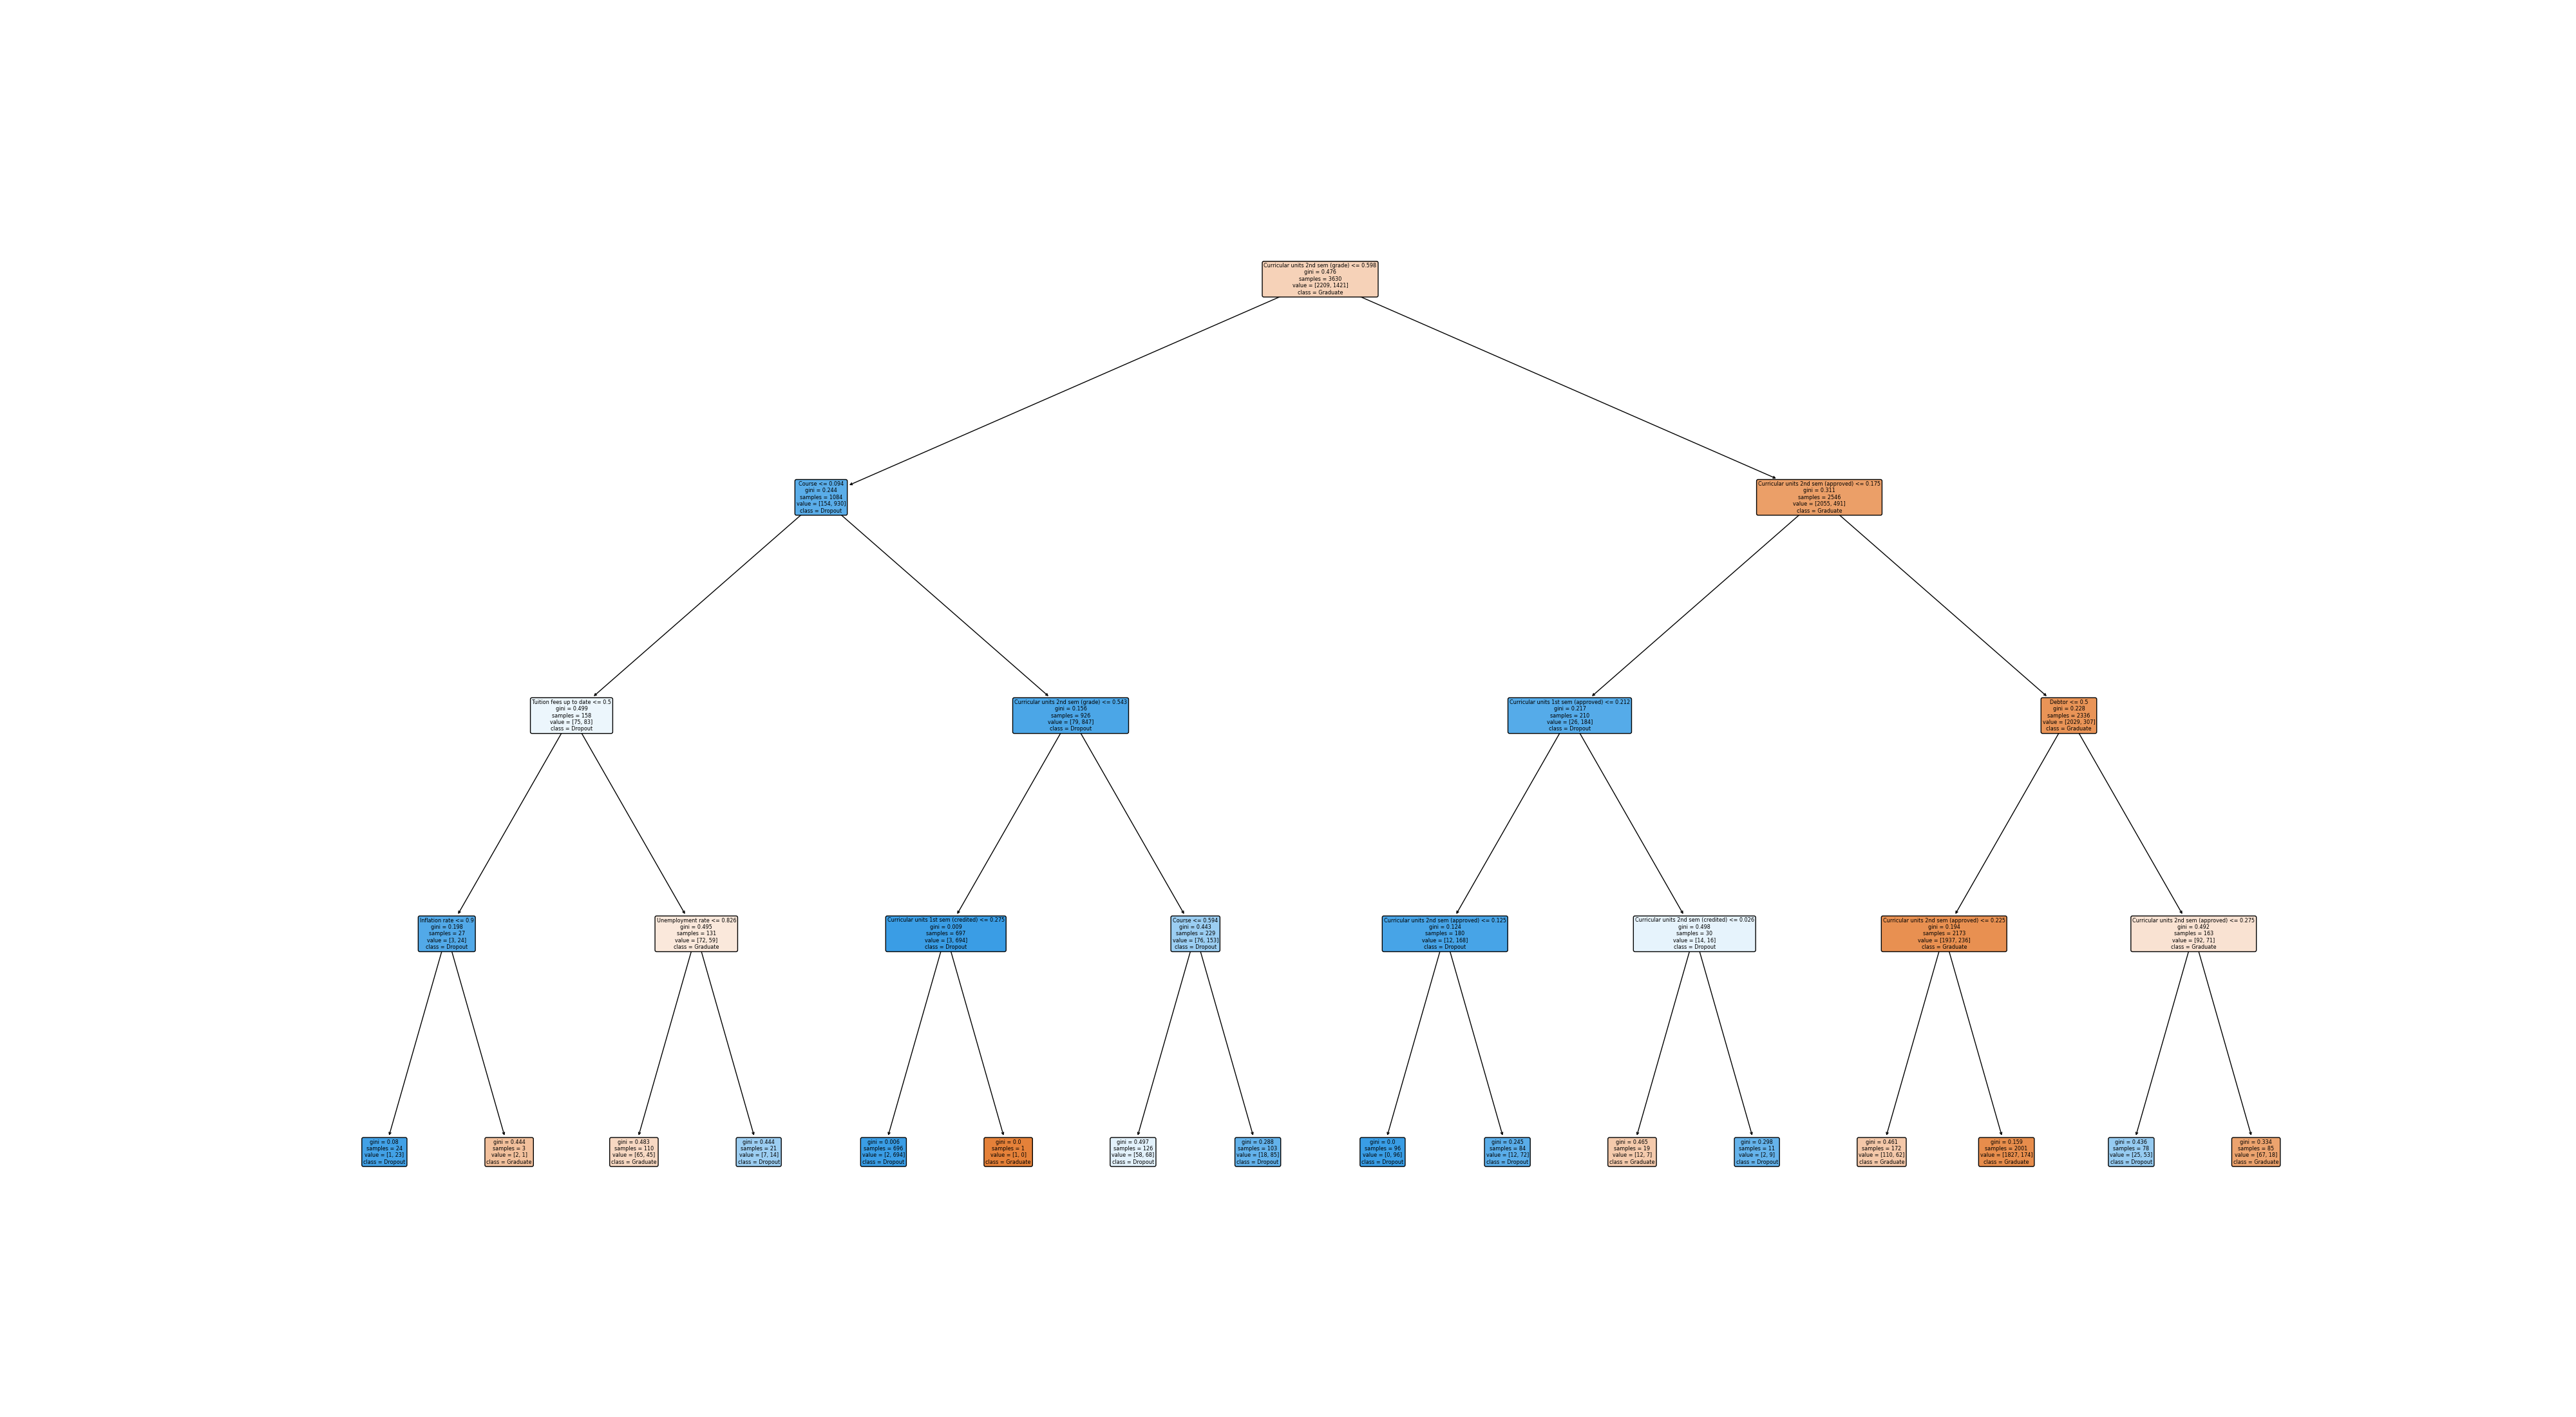 Curricular units 2nd sem (grade) <= 0.598
gini = 0.476
samples = 3630
value = [2209, 1421]
class = Graduate
Course <= 0.094
gini = 0.244
samples = 1084
value = [154, 930]
class = Dropout
Curricular units 2nd sem (approved) <= 0.175
gini = 0.311
samples = 2546
value = [2055, 491]
class = Graduate
Tuition fees up to date <= 0.5
gini = 0.499
samples = 158
value = [75, 83]
class = Dropout
Curricular units 2nd sem (grade) <= 0.543
gini = 0.156
samples = 926
value = [79, 847]
class = Dropout
Curricular units 1st sem (approved) <= 0.212
gini = 0.217
samples = 210
value = [26, 184]
class = Dropout
Debtor <= 0.5
gini = 0.228
samples = 2336
value = [2029, 307]
class = Graduate
Inflation rate <= 0.9
gini = 0.198
samples = 27
value = [3, 24]
class = Dropout
Unemployment rate <= 0.826
gini = 0.495
samples = 131
value = [72, 59]
class = Graduate
Curricular units 1st sem (credited) <= 0.275
gini = 0.009
samples = 697
value = [3, 694]
class = Dropout
Course <= 0.594
gini = 0.443
samples = 229
value = [76, 153]
class = Dropout
Curricular units 2nd sem (approved) <= 0.125
gini = 0.124
samples = 180
value = [12, 168]
class = Dropout
Curricular units 2nd sem (credited) <= 0.026
gini = 0.498
samples = 30
value = [14, 16]
class = Dropout
Curricular units 2nd sem (approved) <= 0.225
gini = 0.194
samples = 2173
value = [1937, 236]
class = Graduate
Curricular units 2nd sem (approved) <= 0.275
gini = 0.492
samples = 163
value = [92, 71]
class = Graduate
gini = 0.08
samples = 24
value = [1, 23]
class = Dropout
gini = 0.444
samples = 3
value = [2, 1]
class = Graduate
gini = 0.483
samples = 110
value = [65, 45]
class = Graduate
gini = 0.444
samples = 21
value = [7, 14]
class = Dropout
gini = 0.006
samples = 696
value = [2, 694]
class = Dropout
gini = 0.0
samples = 1
value = [1, 0]
class = Graduate
gini = 0.497
samples = 126
value = [58, 68]
class = Dropout
gini = 0.288
samples = 103
value = [18, 85]
class = Dropout
gini = 0.0
samples = 96
value = [0, 96]
class = Dropout
gini = 0.245
samples = 84
value = [12, 72]
class = Dropout
gini = 0.465
samples = 19
value = [12, 7]
class = Graduate
gini = 0.298
samples = 11
value = [2, 9]
class = Dropout
gini = 0.461
samples = 172
value = [110, 62]
class = Graduate
gini = 0.159
samples = 2001
value = [1827, 174]
class = Graduate
gini = 0.436
samples = 78
value = [25, 53]
class = Dropout
gini = 0.334
samples = 85
value = [67, 18]
class = Graduate